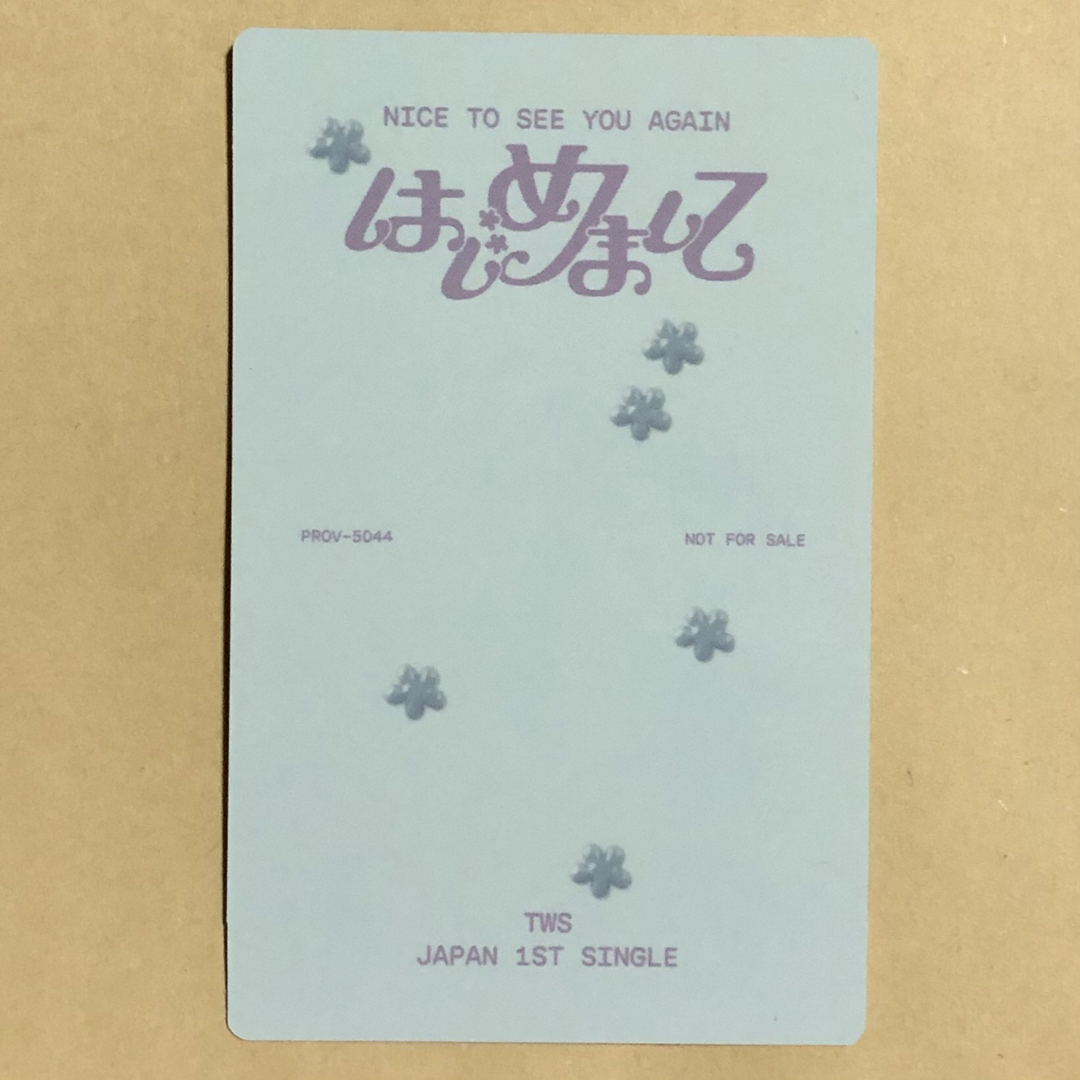 NICE TO SEE YOU AGAIN
はじめまして
PROV-5044
NOT FOR SALE
TWS
JAPAN 1ST SINGLE